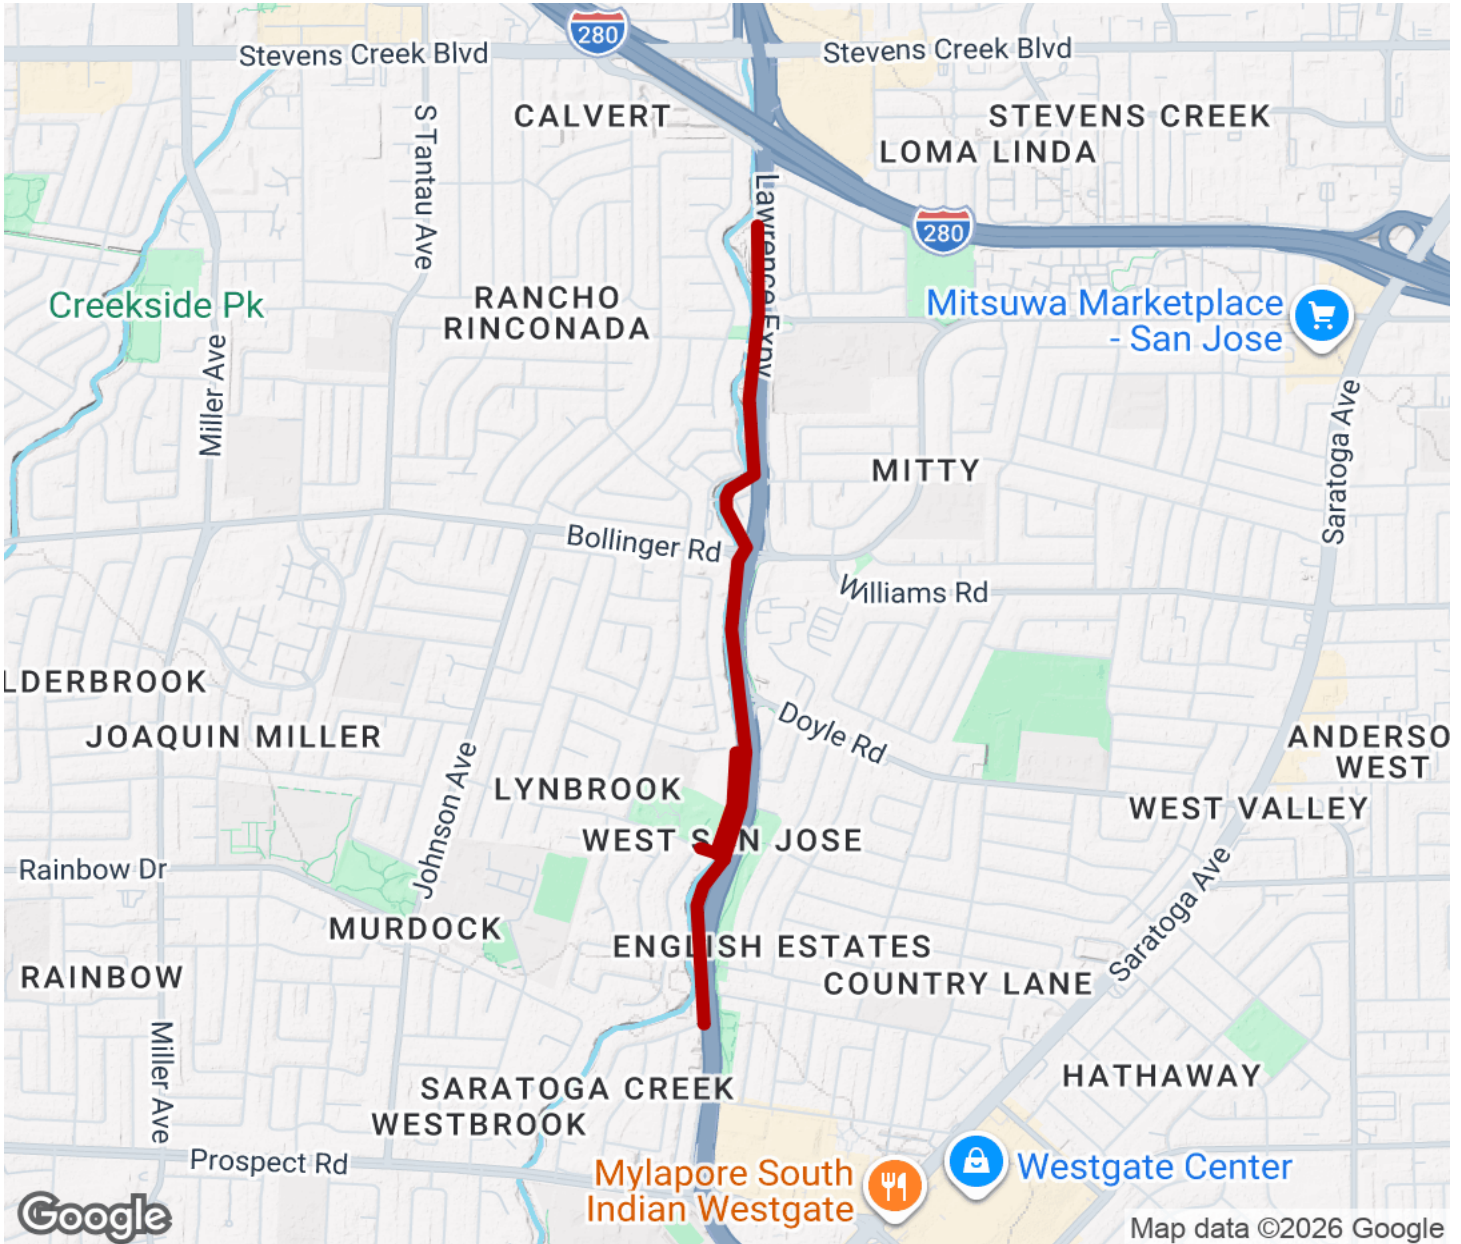 280
Stevens Creek Blvd
Stevens Creek Blvd
CALVERT
STEVENS CREEK
LOMA LINDA
S Tantau Ave
Lawrence Expy
280
Creekside Pk
RANCHO
RINCONADA
Mitsuwa Marketplace
- San Jose
Miller Ave
Saratoga Ave
MITTY
Bollinger Rd
Williams Rd
LDERBROOK
JOAQUIN MILLER
Doyle Rd
ANDERSO
WEST
Johnson Ave
LYNBROOK
WEST VALLEY
WEST S N JOSE
Rainbow Dr
Saratoga Ave
MURDOCK
ENGLISH ESTATES
RAINBOW
COUNTRY LANE
Miller Ave
HATHAWAY
SARATOGA CREEK
WESTBROOK
Prospect Rd
Mylapore South
Indian Westgate
Westgate Center
Google
Map data ©2026 Google